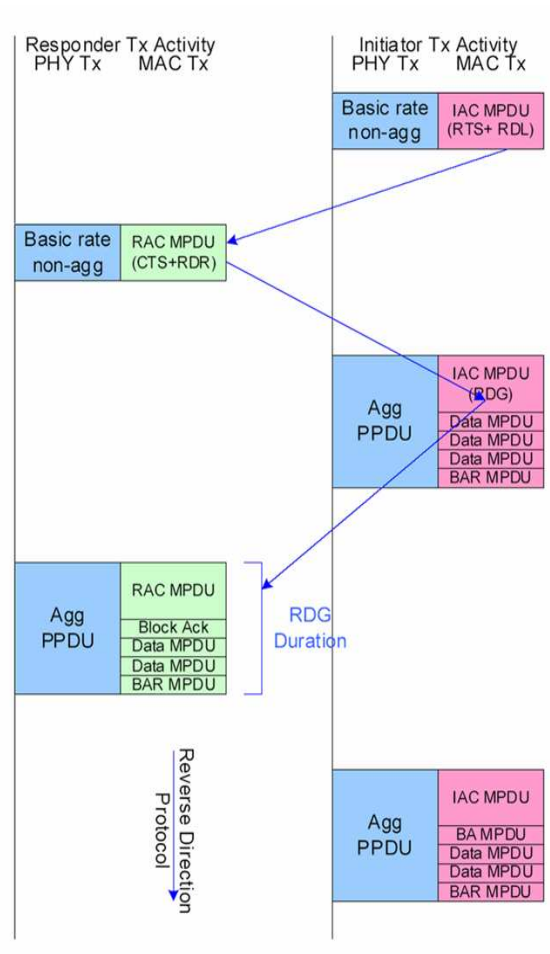 Responder Tx Activity
PHY Tx MAC Tx
Initiator Tx Activity
PHY Tx MAC Tx
Basic rate
non-agg
IAC MPDU
(RTS+ RDL)
Basic rate
non-agg
RAC MPDU
(CTS+RDR)
Agg
PPDU
IAC MPDU
(RDG)
Data MPDU
Data MPDU
Data MPDU
BAR MPDU
Agg
PPDU
RAC MPDU
Block Ack
Data MPDU
Data MPDU
BAR MPDU
RDG
Duration
Reverse Direction
Protocol
Agg
PPDU
IAC MPDU
BA MPDU
Data MPDU
Data MPDU
BAR MPDU